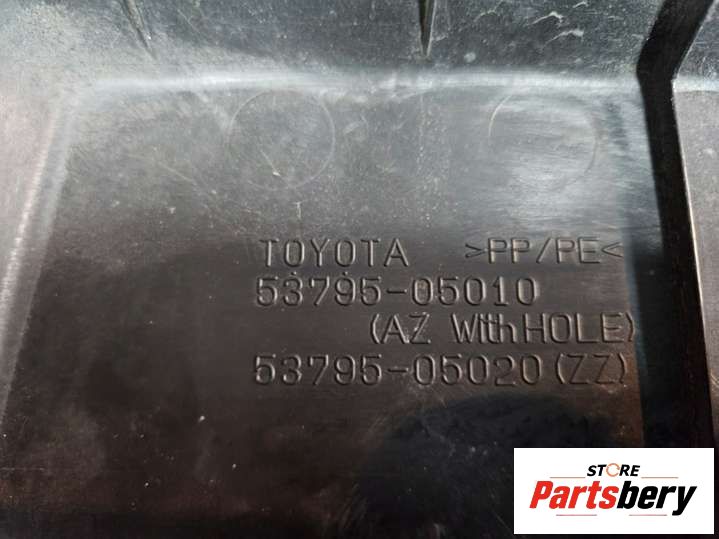 TOYOTA >PP/PE<
53795-05010
(AZ With HOLE)
53795-05020(ZZ)
STORE
Partsbery